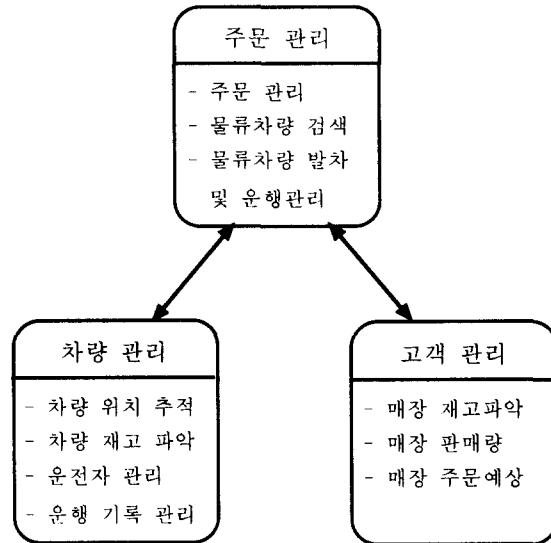 주문 관리
- 주문 관리
- 물류차량 검색
- 물류차량 발차
및 운행관리
차량 관리
- 차량 위치 추적
- 차량 재고 파악
- 운전자 관리
- 운행 기록 관리
고객 관리
- 매장 재고파악
- 매장 판매량
- 매장 주문예상